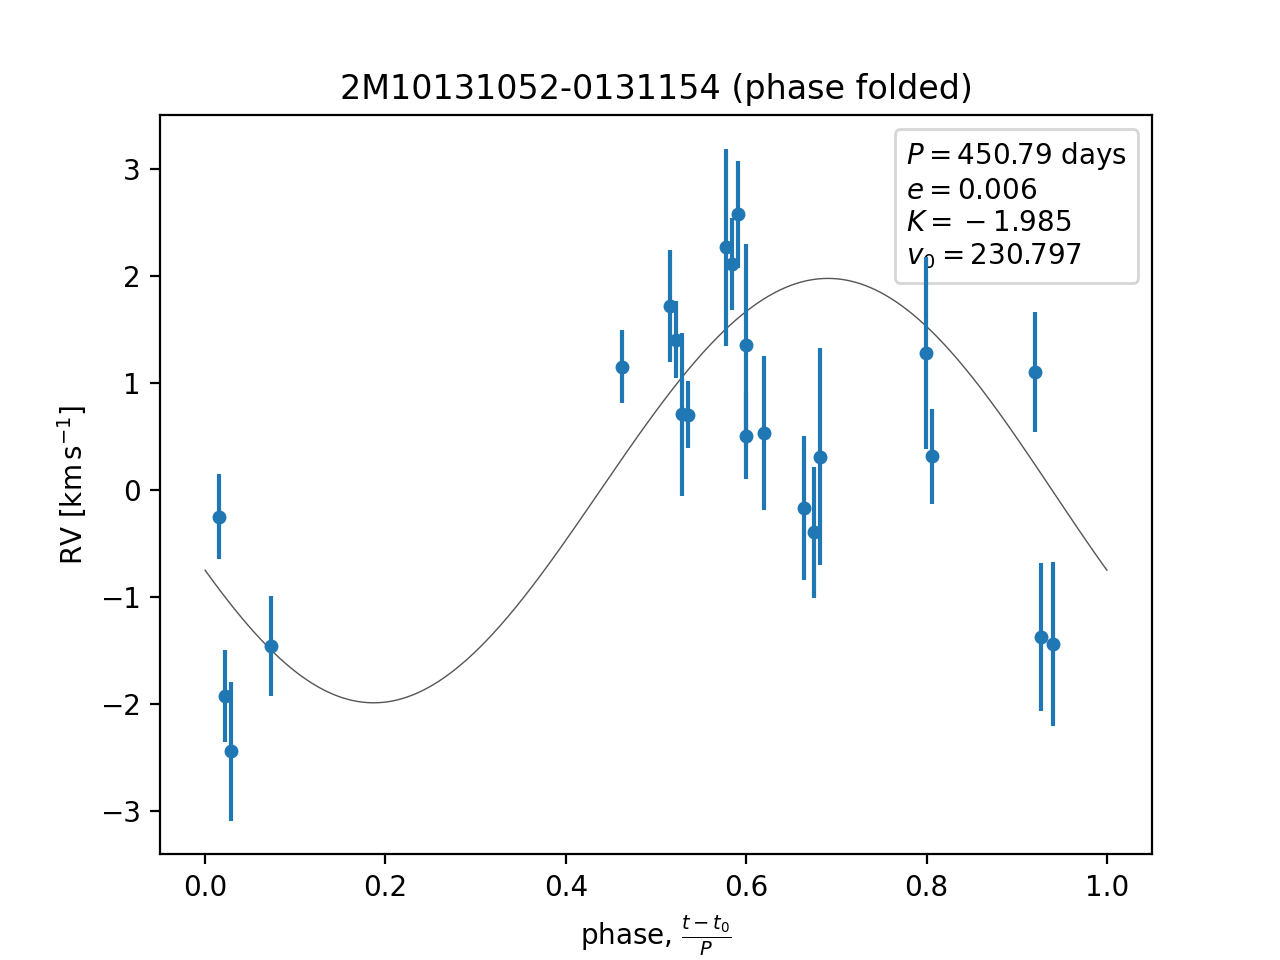 2M10131052-0131154 (phase folded)
P = 450.79 days
e = 0.006
K = −1.985
v₀ = 230.797
3
2
1
0
−1
−2
−3
RV [km s⁻¹]
0.0 0.2 0.4 0.6 0.8 1.0
phase, (t − t₀)/P